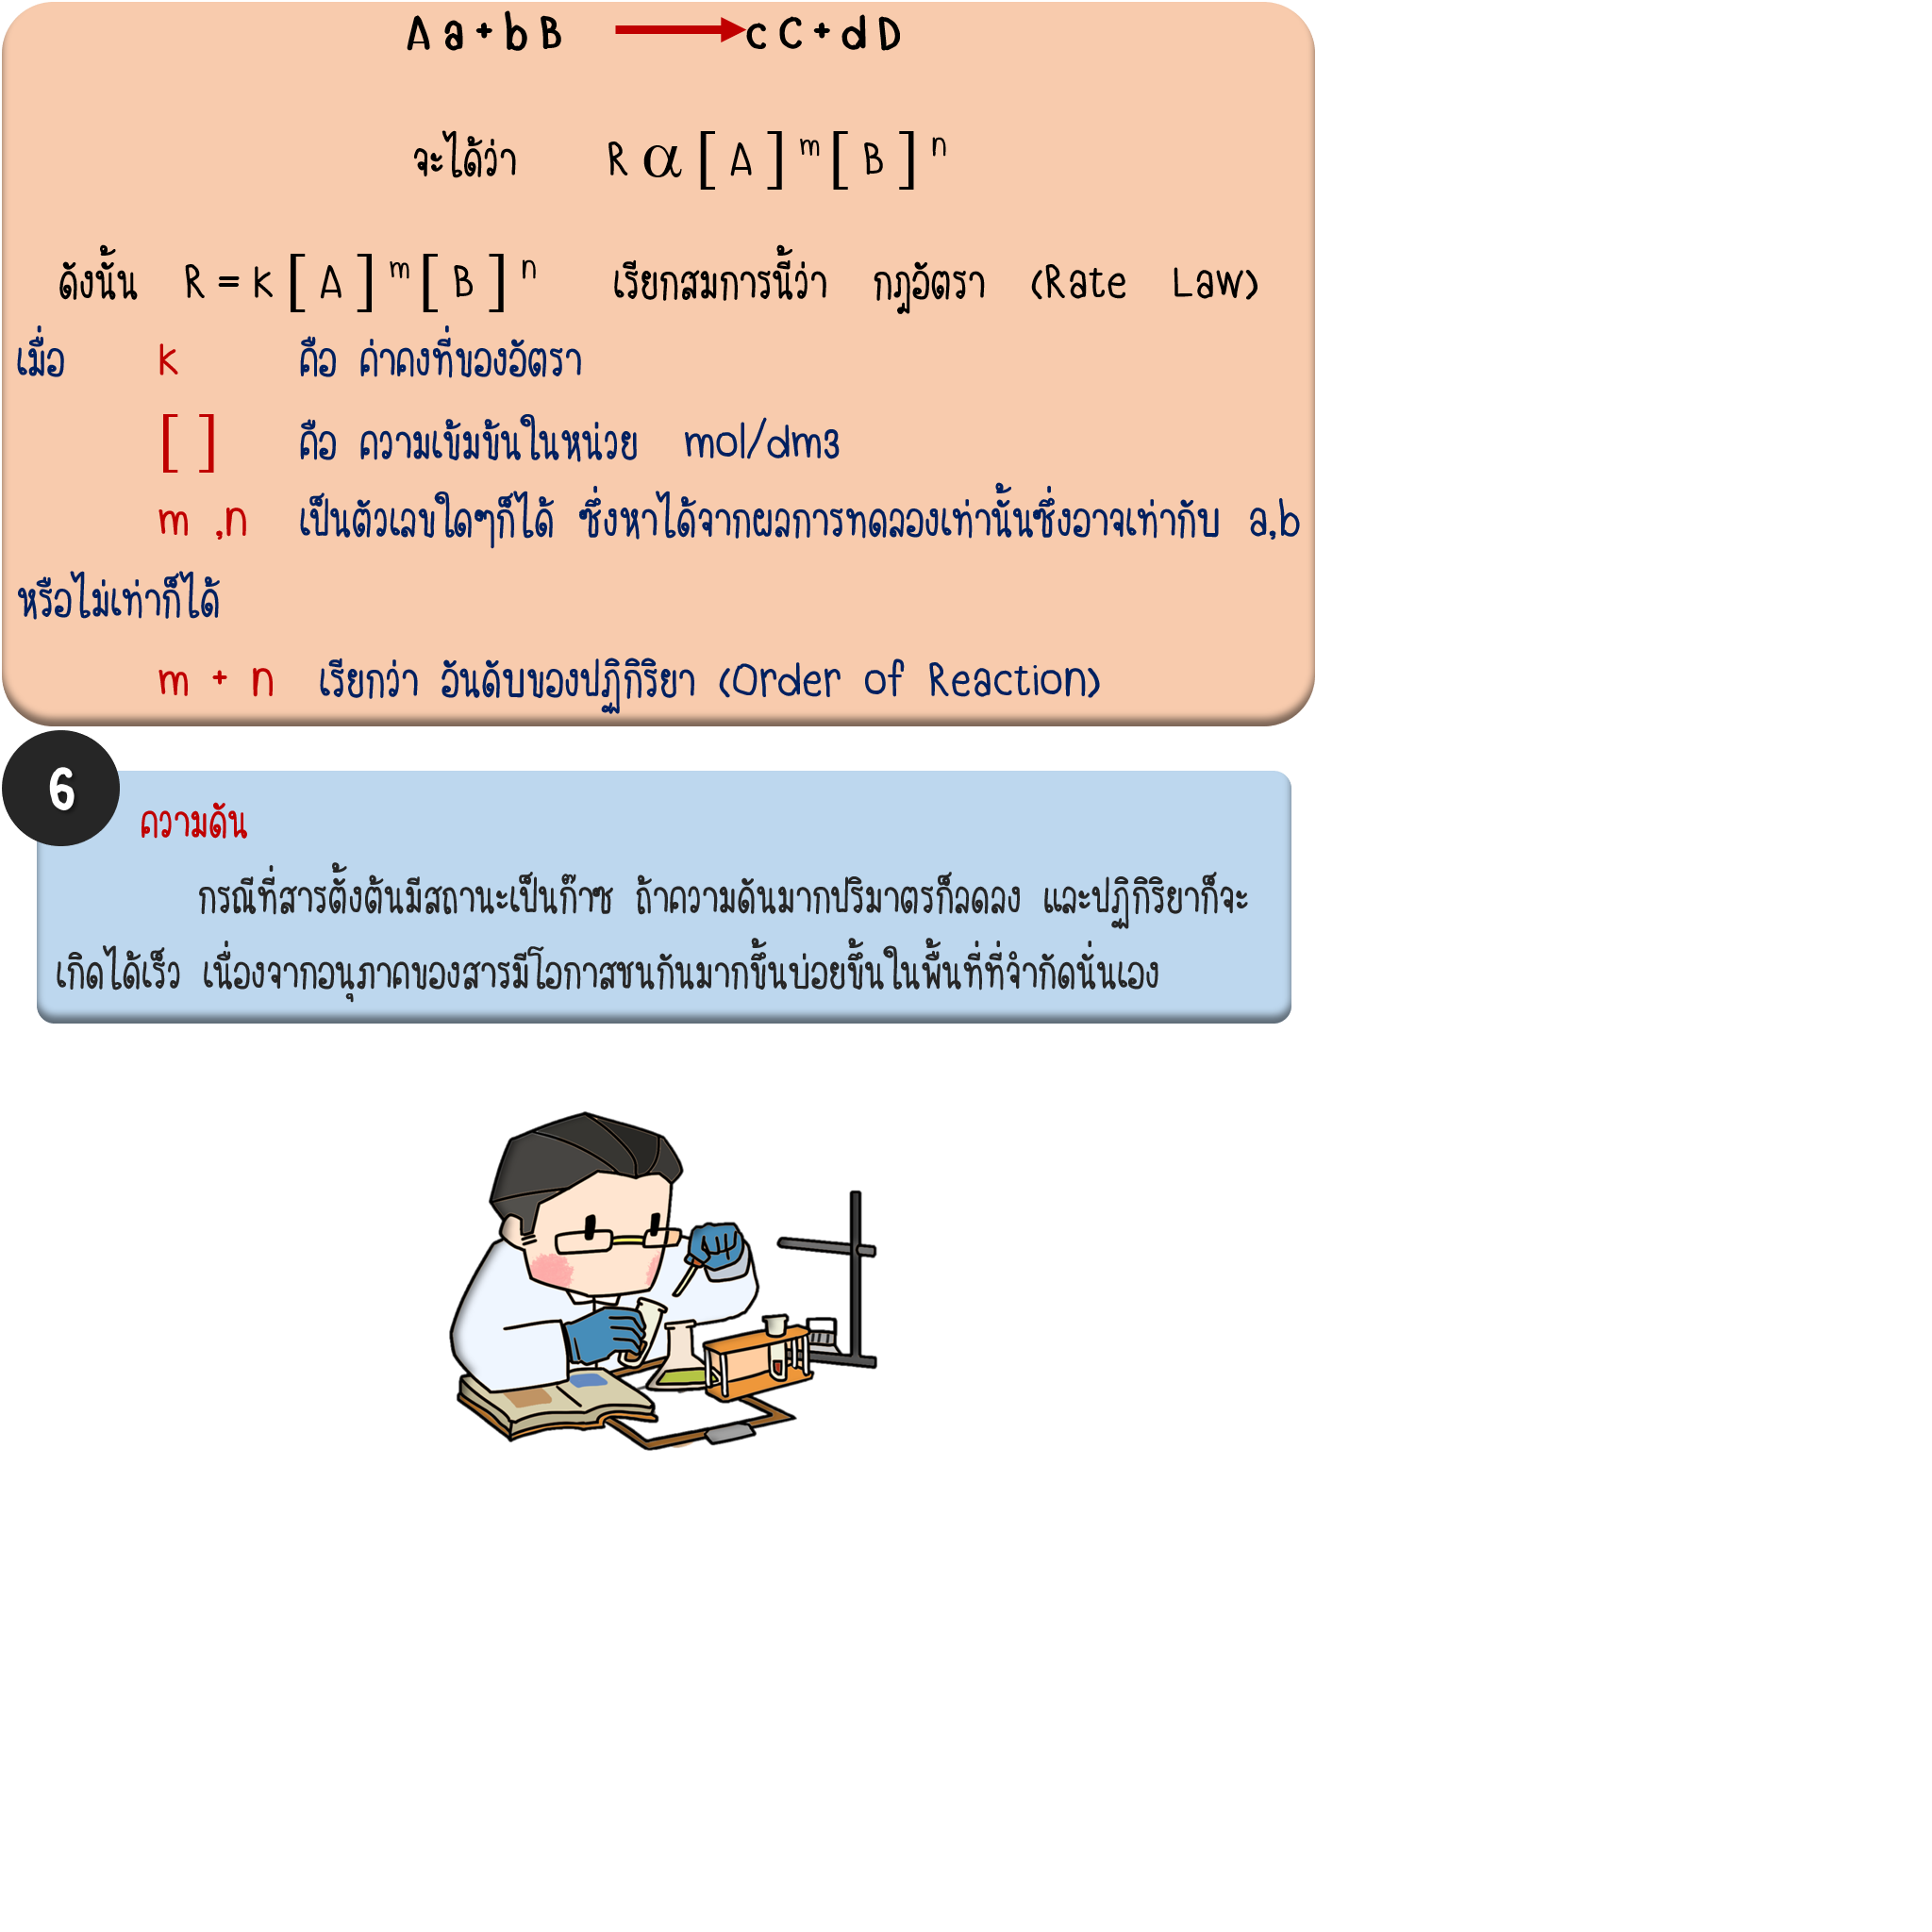 A a + b B ⟶ c C + d D
จะได้ว่า R α [ A ] ᵐ [ B ] ⁿ
ดังนั้น R = k [ A ] ᵐ [ B ] ⁿ เรียกสมการนี้ว่า กฎอัตรา (Rate Law)
เมื่อ k คือ ค่าคงที่ของอัตรา
[ ] คือ ความเข้มข้นในหน่วย mol/dm3
m ,n เป็นตัวเลขใดๆก็ได้ ซึ่งหาได้จากผลการทดลองเท่านั้นซึ่งอาจเท่ากับ a,b
หรือไม่เท่าก็ได้
m + n เรียกว่า อันดับของปฏิกิริยา (Order of Reaction)
6
ความดัน
กรณีที่สารตั้งต้นมีสถานะเป็นก๊าซ ถ้าความดันมากปริมาตรก็ลดลง และปฏิกิริยาก็จะ
เกิดได้เร็ว เนื่องจากอนุภาคของสารมีโอกาสชนกันมากขึ้นบ่อยขึ้นในพื้นที่ที่จำกัดนั่นเอง